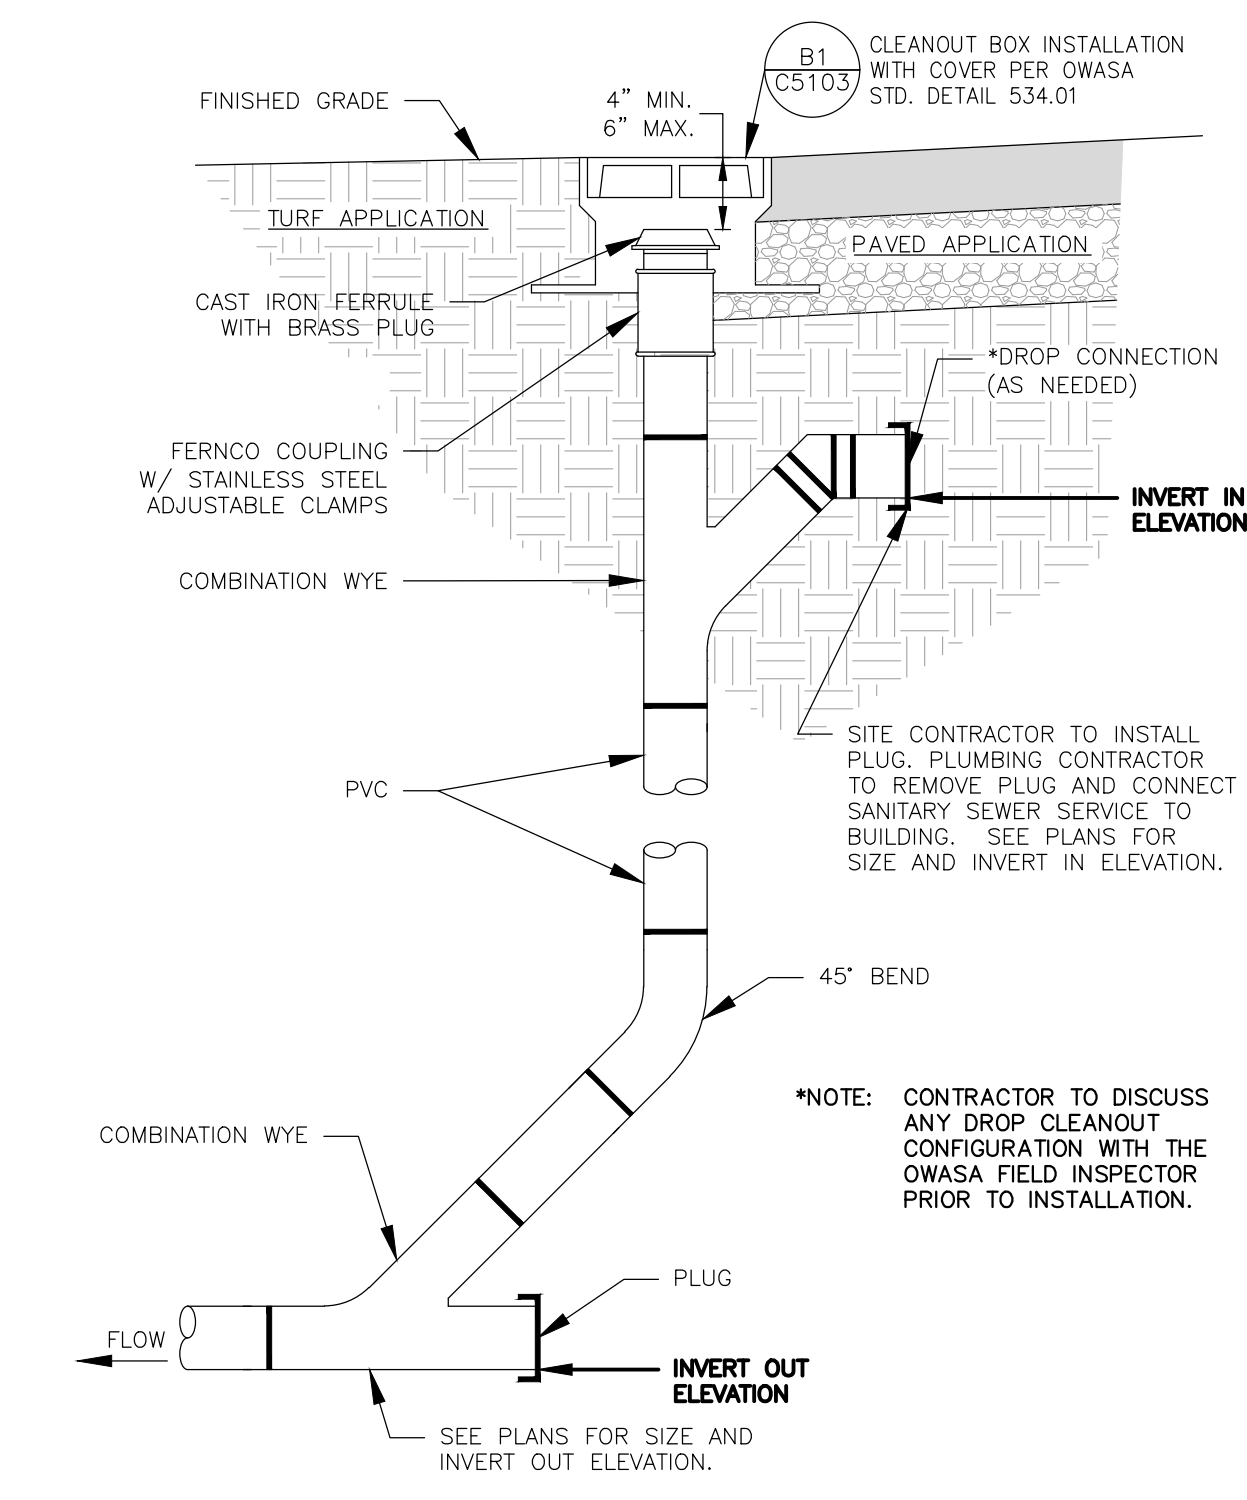 B1
C5103
CLEANOUT BOX INSTALLATION
WITH COVER PER OWASA
STD. DETAIL 534.01
FINISHED GRADE
4" MIN.
6" MAX.
TURF APPLICATION
PAVED APPLICATION
CAST IRON FERRULE
WITH BRASS PLUG
*DROP CONNECTION
(AS NEEDED)
FERNCO COUPLING
W/ STAINLESS STEEL
ADJUSTABLE CLAMPS
INVERT IN
ELEVATION
COMBINATION WYE
SITE CONTRACTOR TO INSTALL
PLUG. PLUMBING CONTRACTOR
TO REMOVE PLUG AND CONNECT
SANITARY SEWER SERVICE TO
BUILDING. SEE PLANS FOR
SIZE AND INVERT IN ELEVATION.
PVC
45° BEND
*NOTE: CONTRACTOR TO DISCUSS
ANY DROP CLEANOUT
CONFIGURATION WITH THE
OWASA FIELD INSPECTOR
PRIOR TO INSTALLATION.
COMBINATION WYE
PLUG
FLOW
INVERT OUT
ELEVATION
SEE PLANS FOR SIZE AND
INVERT OUT ELEVATION.